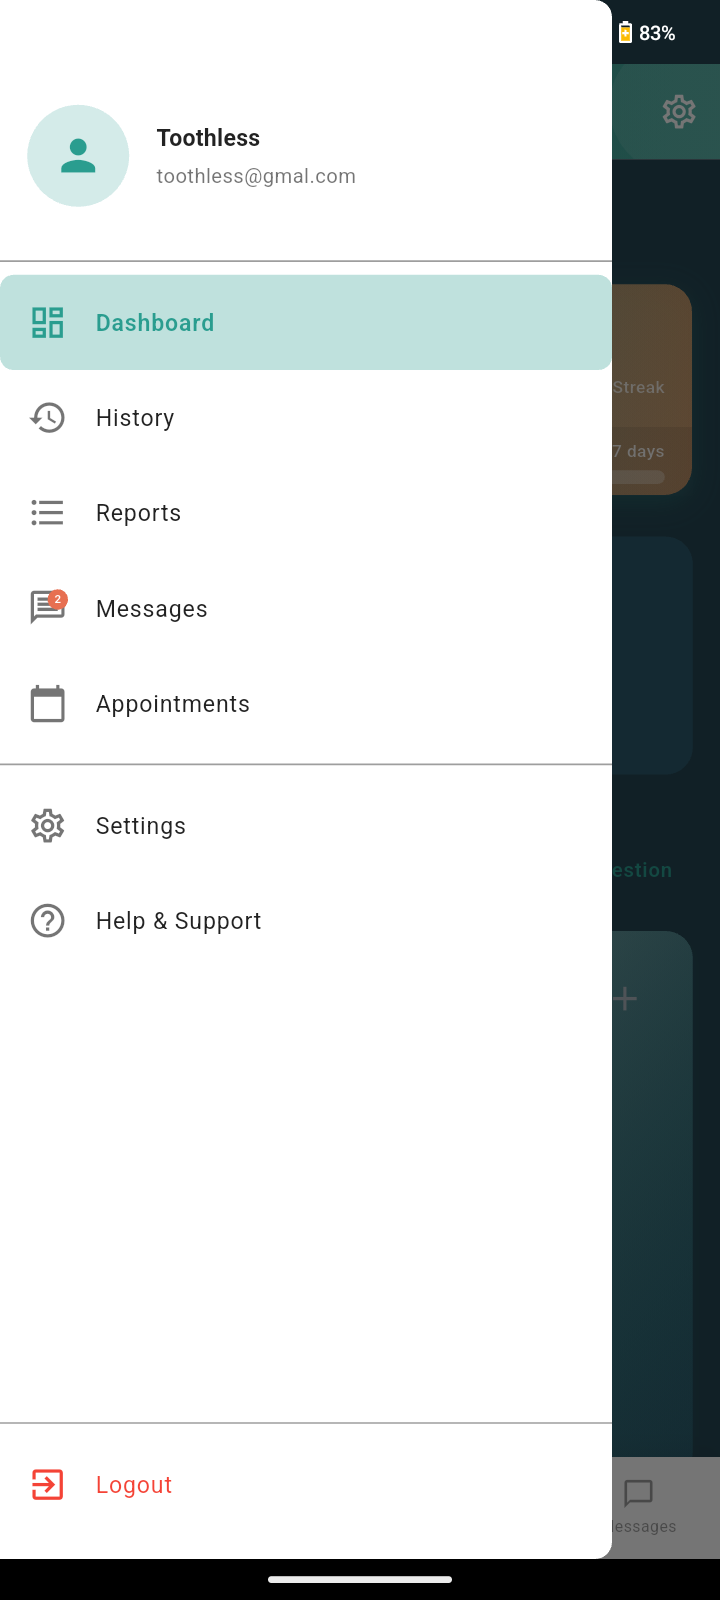 83%
Toothless
toothless@gmal.com
Dashboard
Streak
History
7 days
Reports
2
Messages
Appointments
Settings
estion
Help & Support
Logout
essages